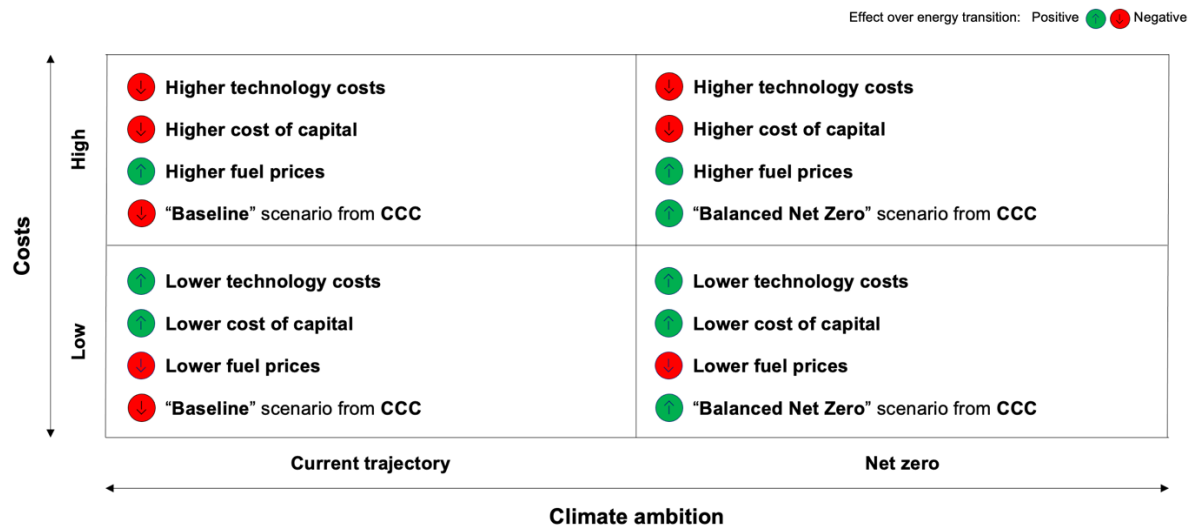 Effect over energy transition: Positive Negative
Higher technology costs
Higher cost of capital
Higher fuel prices
“Baseline” scenario from CCC
Higher technology costs
Higher cost of capital
Higher fuel prices
“Balanced Net Zero” scenario from CCC
High
Costs
Low
Lower technology costs
Lower cost of capital
Lower fuel prices
“Baseline” scenario from CCC
Lower technology costs
Lower cost of capital
Lower fuel prices
“Balanced Net Zero” scenario from CCC
Current trajectory
Net zero
Climate ambition